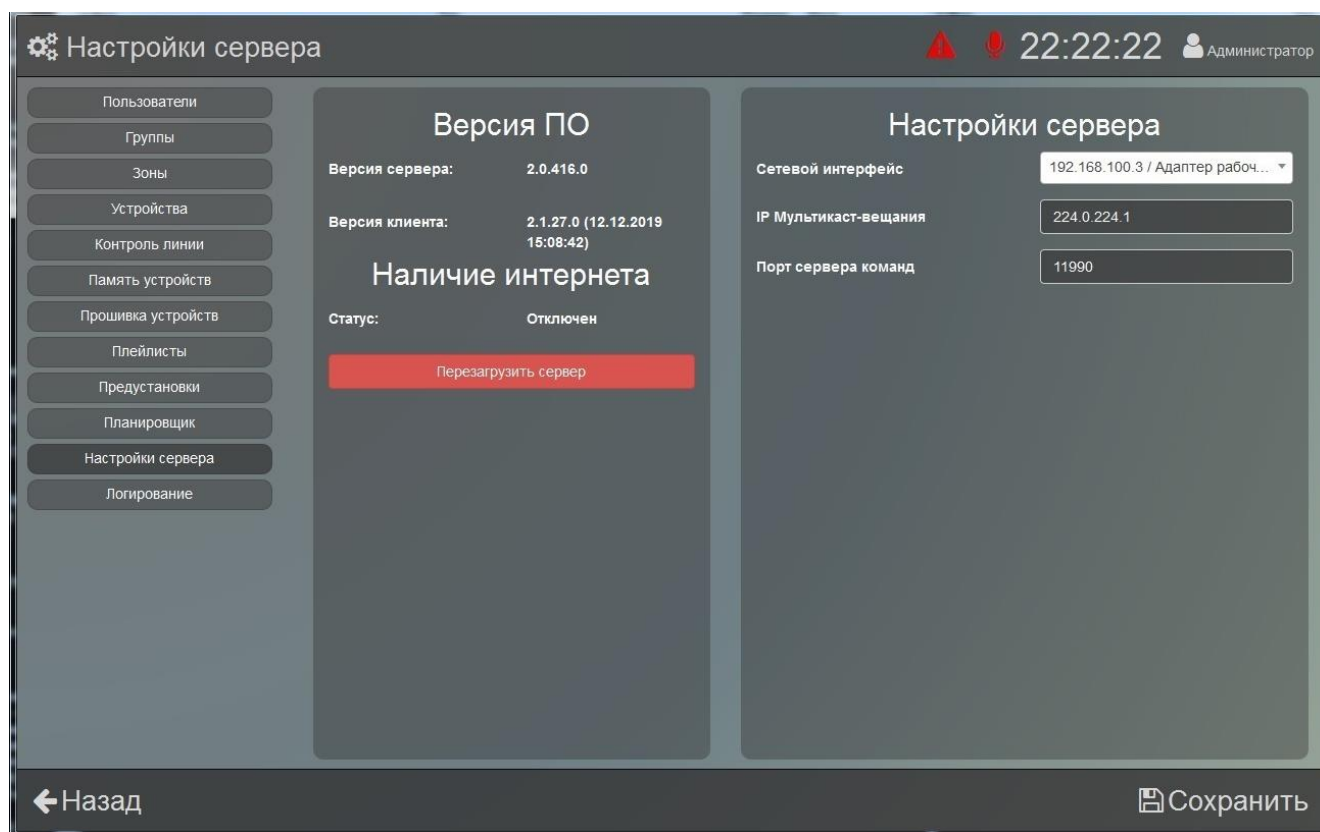 Настройки сервера
22:22:22
Администратор
Пользователи
Группы
Зоны
Устройства
Контроль линии
Память устройств
Прошивка устройств
Плейлисты
Предустановки
Планировщик
Настройки сервера
Логирование
Версия ПО
Версия сервера: 2.0.416.0
Версия клиента: 2.1.27.0 (12.12.2019
15:08:42)
Наличие интернета
Статус: Отключен
Перезагрузить сервер
Настройки сервера
Сетевой интерфейс 192.168.100.3 / Адаптер рабоч...
IP Мультикаст-вещания 224.0.224.1
Порт сервера команд 11990
Назад
Сохранить